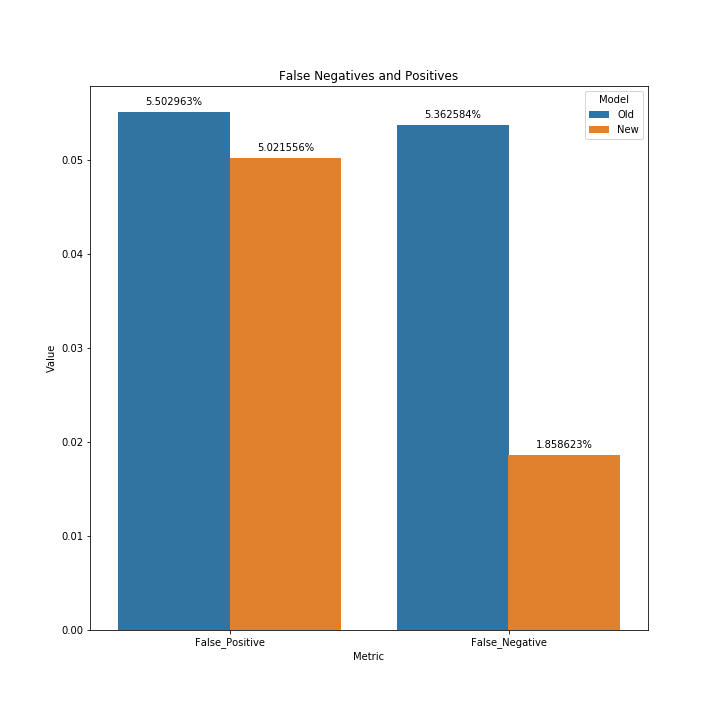 False Negatives and Positives
5.502963%
5.021556%
5.362584%
1.858623%
Model
Old
New
Value
0.05
0.04
0.03
0.02
0.01
0.00
False_Positive
False_Negative
Metric